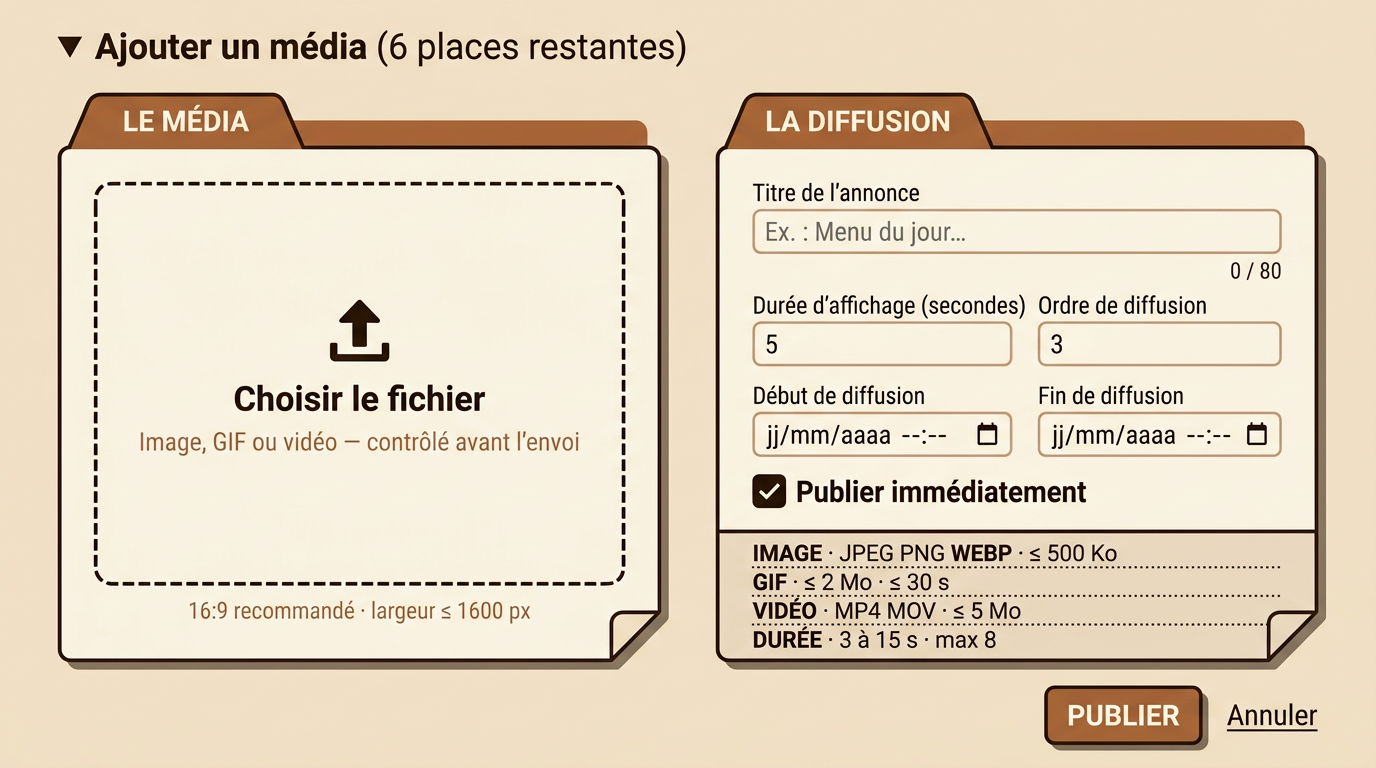 ▼ Ajouter un média (6 places restantes)
LE MÉDIA
Choisir le fichier
Image, GIF ou vidéo — contrôlé avant l'envoi
16:9 recommandé · largeur ≤ 1600 px
LA DIFFUSION
Titre de l'annonce
Ex. : Menu du jour...
0 / 80
Durée d'affichage (secondes) Ordre de diffusion
5 3
Début de diffusion Fin de diffusion
jj/mm/aaaa --:-- jj/mm/aaaa --:--
Publier immédiatement
IMAGE · JPEG PNG WEBP · ≤ 500 Ko
GIF · ≤ 2 Mo · ≤ 30 s
VIDÉO · MP4 MOV · ≤ 5 Mo
DURÉE · 3 à 15 s · max 8
PUBLIER Annuler